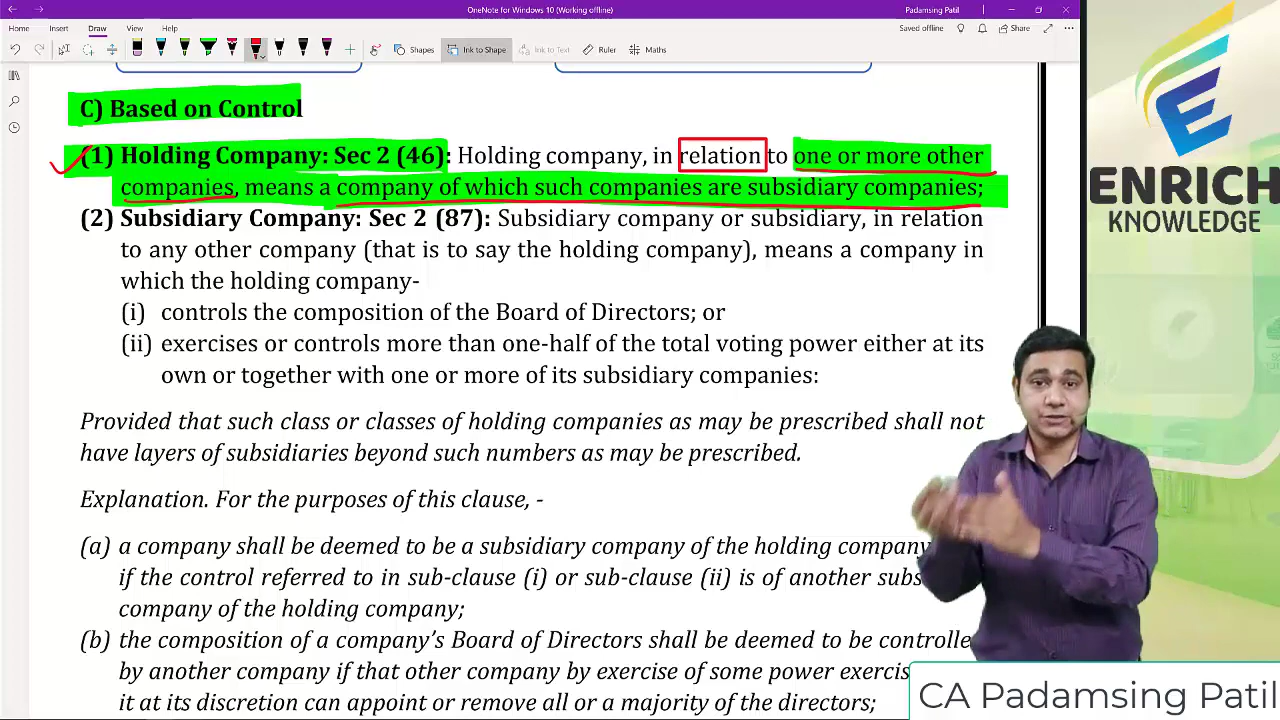 OneNote for Windows 10 (Working offline)
Padamsing Patil
Home Insert Draw View Help
Saved offline
Share
Shapes
Ink to Shape
Ink to Text
Ruler
Maths
C) Based on Control
(1) Holding Company: Sec 2 (46): Holding company, in relation to one or more other
companies, means a company of which such companies are subsidiary companies;
(2) Subsidiary Company: Sec 2 (87): Subsidiary company or subsidiary, in relation
to any other company (that is to say the holding company), means a company in
which the holding company-
(i) controls the composition of the Board of Directors; or
(ii) exercises or controls more than one-half of the total voting power either at its
own or together with one or more of its subsidiary companies:
Provided that such class or classes of holding companies as may be prescribed shall not
have layers of subsidiaries beyond such numbers as may be prescribed.
Explanation. For the purposes of this clause, -
(a) a company shall be deemed to be a subsidiary company of the holding company
if the control referred to in sub-clause (i) or sub-clause (ii) is of another subs
company of the holding company;
(b) the composition of a company's Board of Directors shall be deemed to be controlle
by another company if that other company by exercise of some power exercis
it at its discretion can appoint or remove all or a majority of the directors;
ENRICH
KNOWLEDGE
CA Padamsing Patil